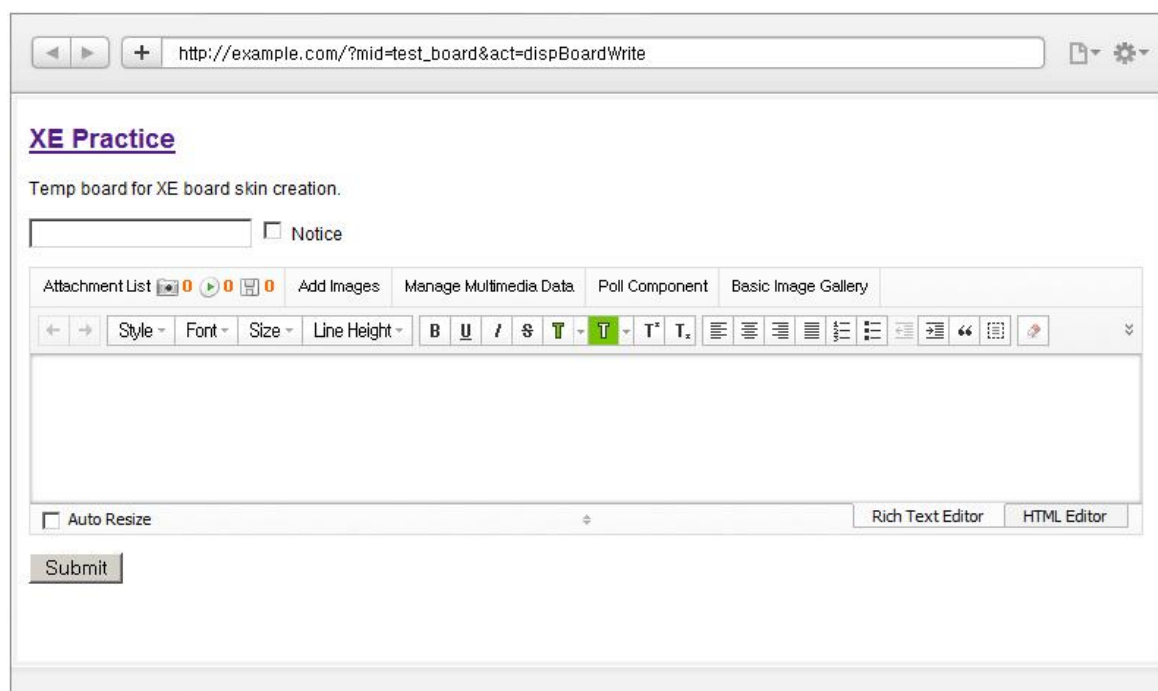 http://example.com/?mid=test_board&act=dispBoardWrite
XE Practice
Temp board for XE board skin creation.
Notice
Attachment List 0 0 0 Add Images Manage Multimedia Data Poll Component Basic Image Gallery
Style Font Size Line Height B U I S T T Tˣ Tₓ
Auto Resize Rich Text Editor HTML Editor
Submit